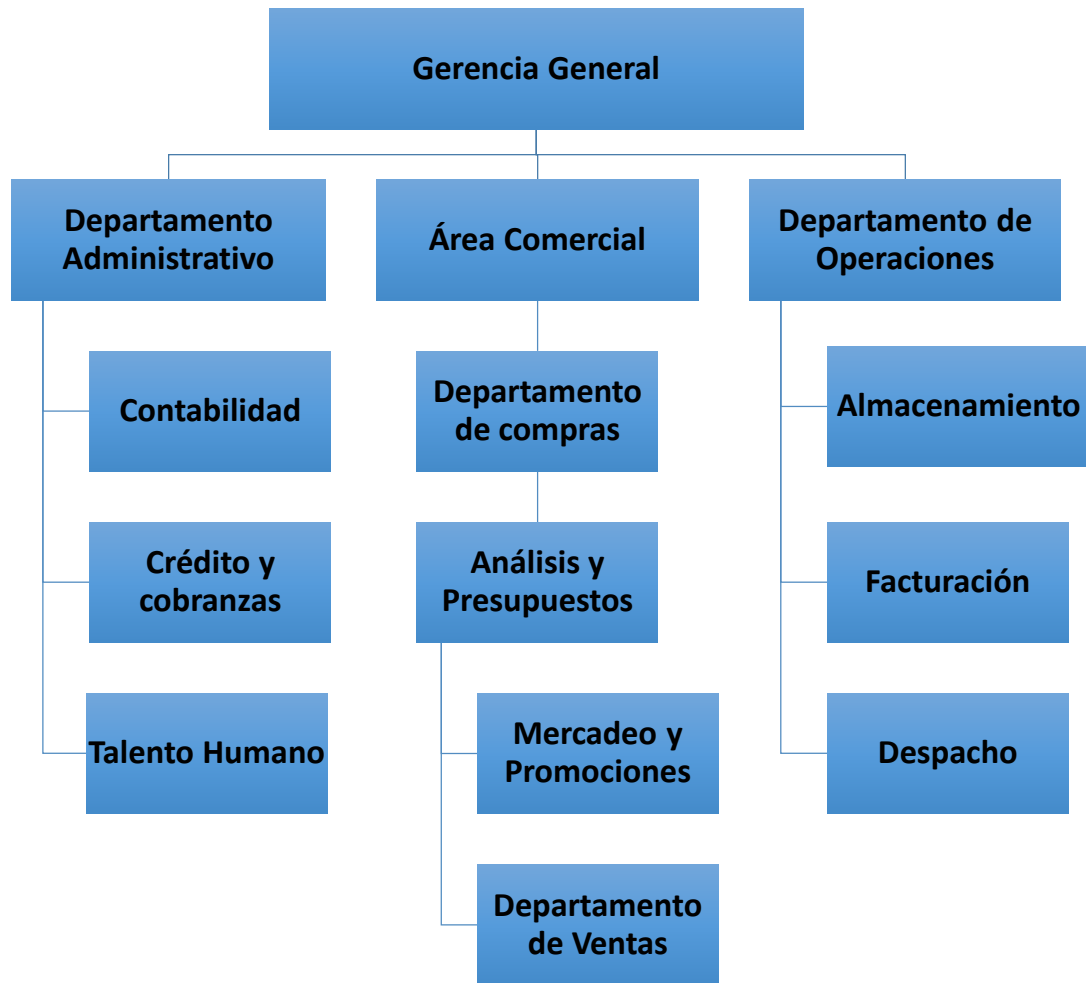 Gerencia General
Departamento
Administrativo
Área Comercial
Departamento de
Operaciones
Contabilidad
Departamento
de compras
Almacenamiento
Crédito y
cobranzas
Análisis y
Presupuestos
Facturación
Talento Humano
Mercadeo y
Promociones
Despacho
Departamento
de Ventas